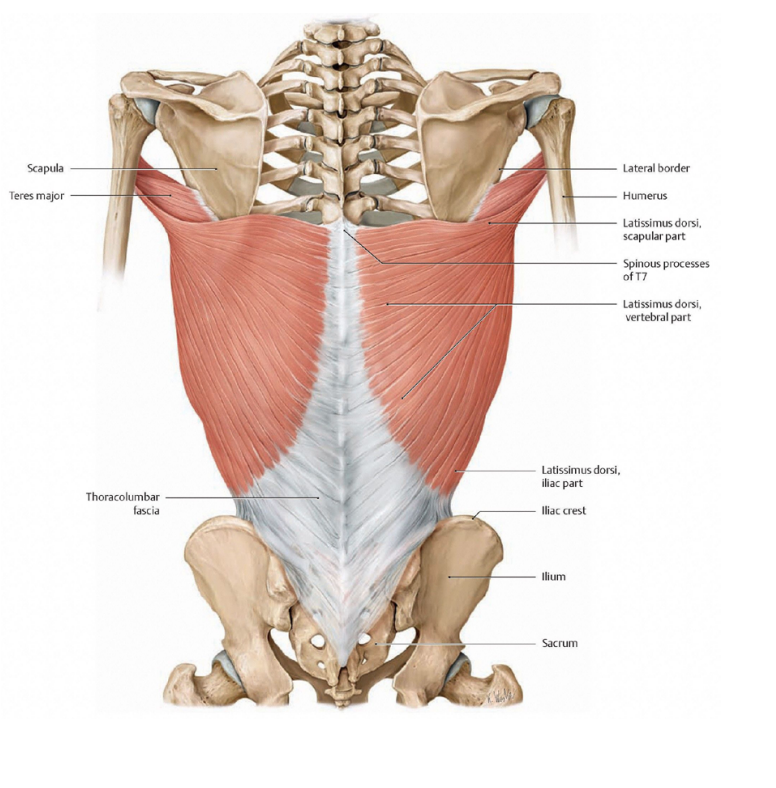 Scapula
Teres major
Lateral border
Humerus
Latissimus dorsi,
scapular part
Spinous processes
of T7
Latissimus dorsi,
vertebral part
Latissimus dorsi,
iliac part
Thoracolumbar
fascia
Iliac crest
Ilium
Sacrum